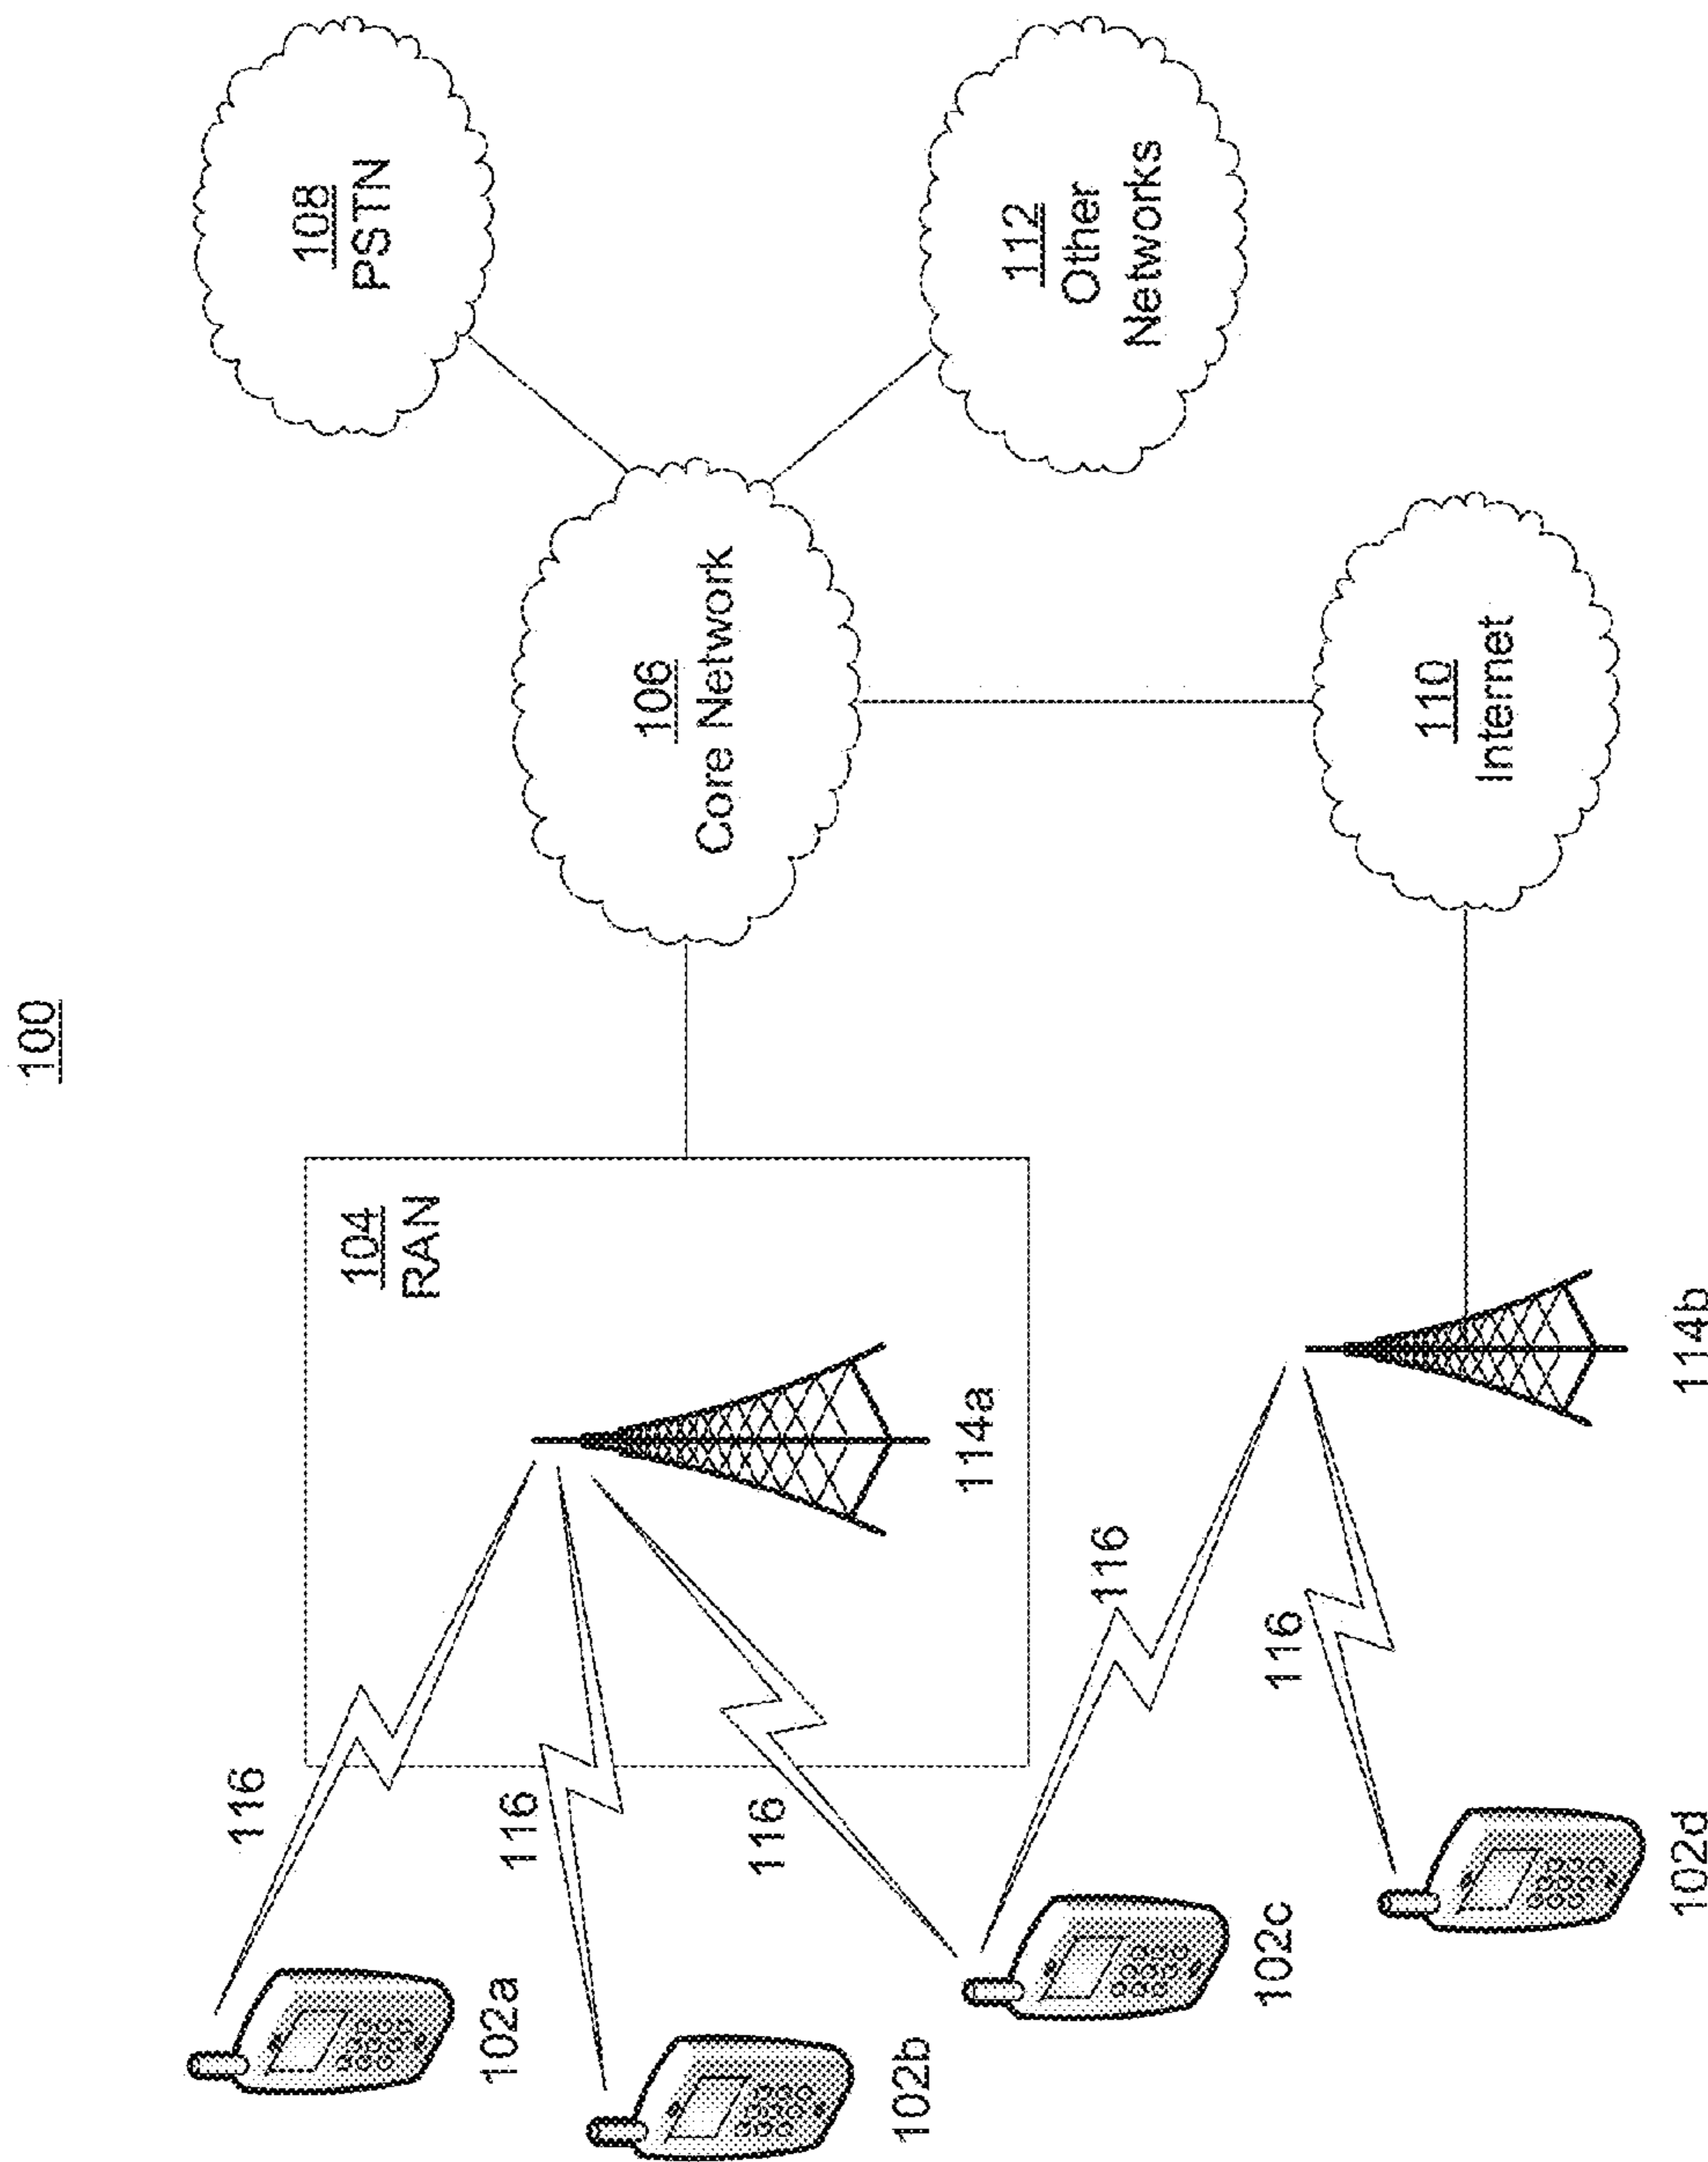 100
108
PSTN
106
Core Network
112
Other
Networks
104
RAN
110
Internet
114a
114b
116
116
116
116
116
102a
102b
102c
102d